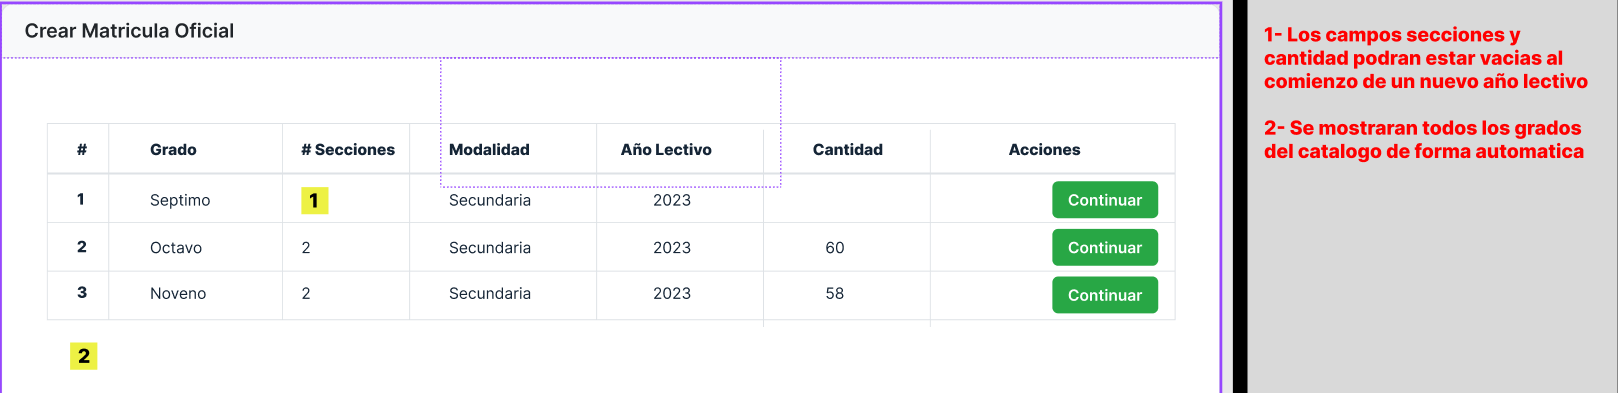 Crear Matricula Oficial
# Grado # Secciones Modalidad Año Lectivo Cantidad Acciones
1 Septimo 1 Secundaria 2023 Continuar
2 Octavo 2 Secundaria 2023 60 Continuar
3 Noveno 2 Secundaria 2023 58 Continuar
2
1- Los campos secciones y
cantidad podran estar vacias al
comienzo de un nuevo año lectivo
2- Se mostraran todos los grados
del catalogo de forma automatica